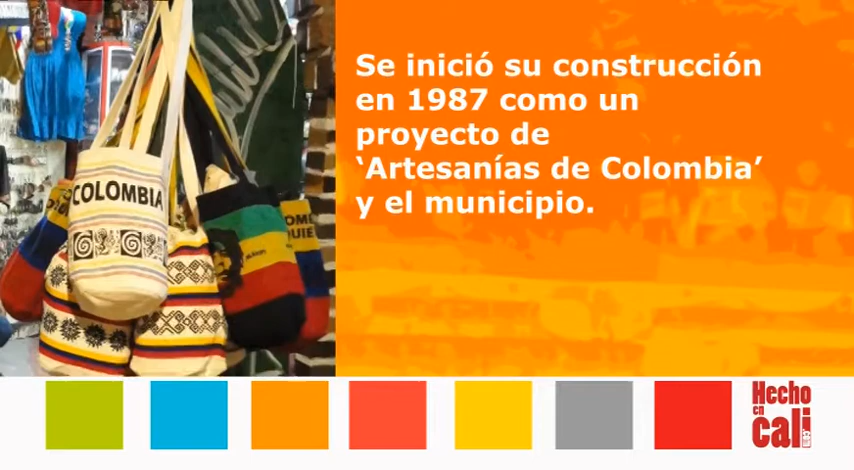 Se inició su construcción
en 1987 como un
proyecto de
‘Artesanías de Colombia’
y el municipio.
COLOMBIA
Hecho
en
cali
.com